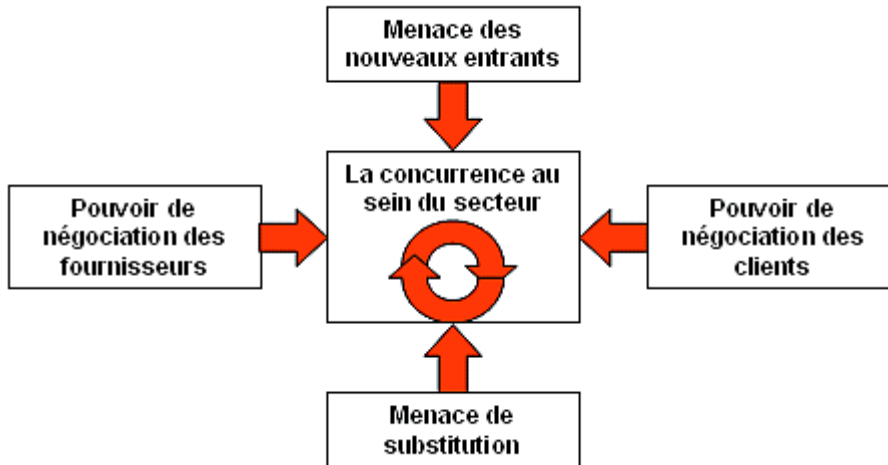 Menace des
nouveaux entrants
La concurrence au
sein du secteur
Pouvoir de
négociation des
fournisseurs
Pouvoir de
négociation des
clients
Menace de
substitution